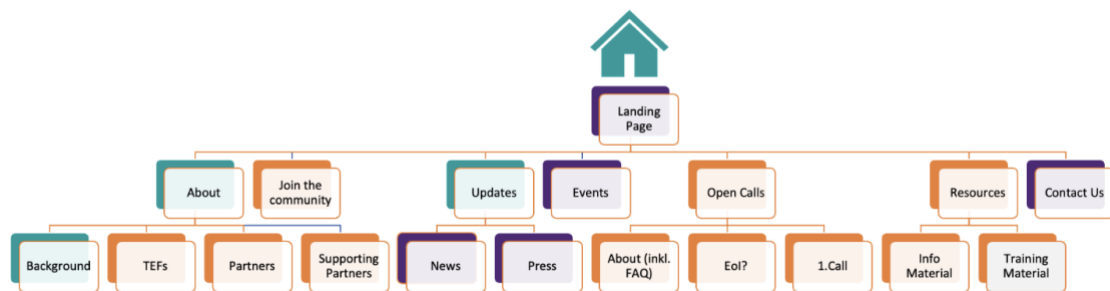 Landing
Page
About
Join the
community
Updates
Events
Open Calls
Resources
Contact Us
Background
TEFs
Partners
Supporting
Partners
News
Press
About (inkl.
FAQ)
EoI?
1.Call
Info
Material
Training
Material